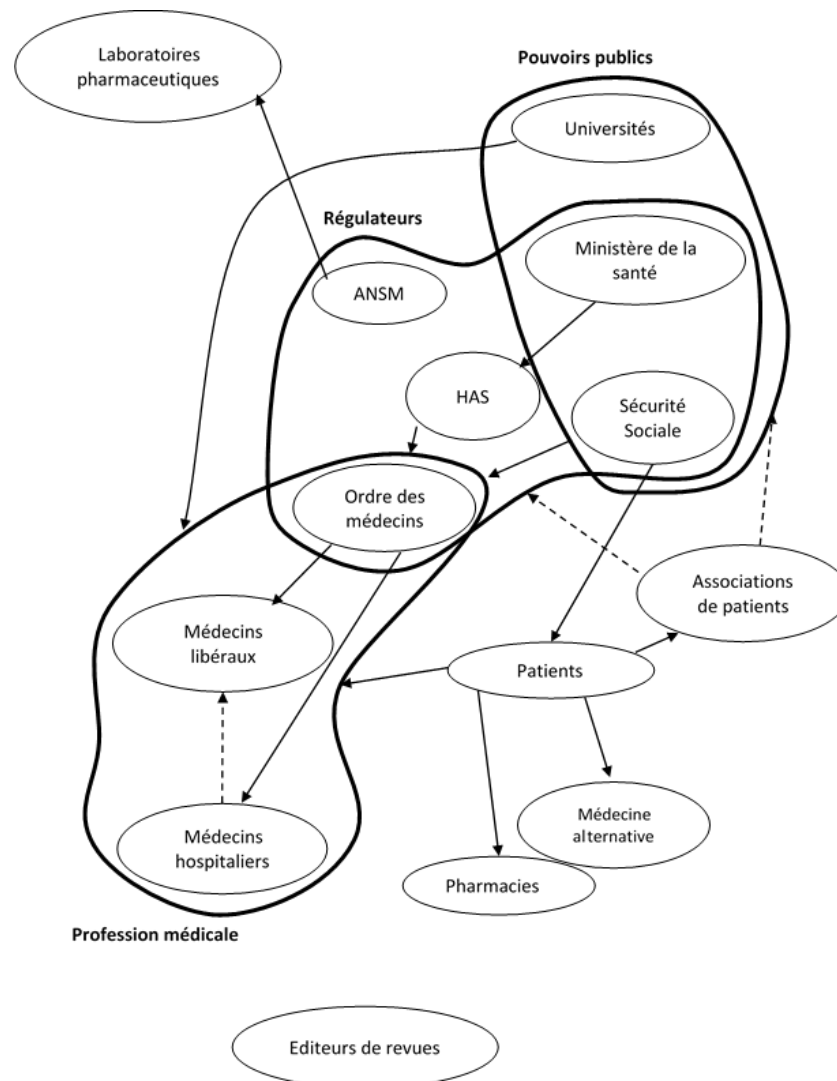 Laboratoires
pharmaceutiques
Pouvoirs publics
Universités
Régulateurs
Ministère de la
santé
ANSM
HAS
Sécurité
Sociale
Ordre des
médecins
Associations
de patients
Médecins
libéraux
Patients
Médecine
alternative
Médecins
hospitaliers
Pharmacies
Profession médicale
Editeurs de revues